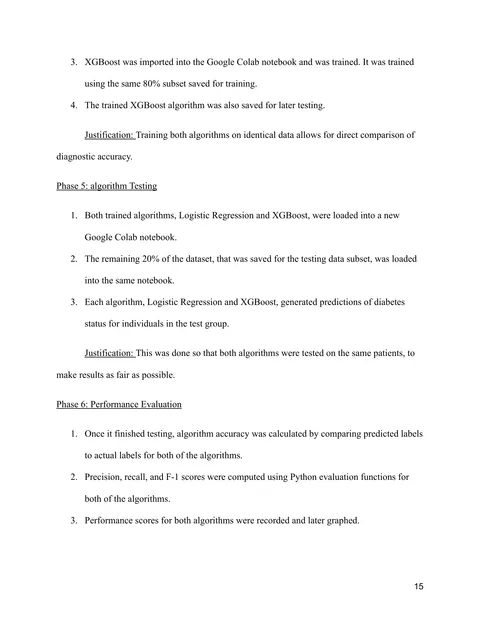 3. XGBoost was imported into the Google Colab notebook and was trained. It was trained
using the same 80% subset saved for training.
4. The trained XGBoost algorithm was also saved for later testing.
Justification: Training both algorithms on identical data allows for direct comparison of
diagnostic accuracy.
Phase 5: algorithm Testing
1. Both trained algorithms, Logistic Regression and XGBoost, were loaded into a new
Google Colab notebook.
2. The remaining 20% of the dataset, that was saved for the testing data subset, was loaded
into the same notebook.
3. Each algorithm, Logistic Regression and XGBoost, generated predictions of diabetes
status for individuals in the test group.
Justification: This was done so that both algorithms were tested on the same patients, to
make results as fair as possible.
Phase 6: Performance Evaluation
1. Once it finished testing, algorithm accuracy was calculated by comparing predicted labels
to actual labels for both of the algorithms.
2. Precision, recall, and F-1 scores were computed using Python evaluation functions for
both of the algorithms.
3. Performance scores for both algorithms were recorded and later graphed.
15